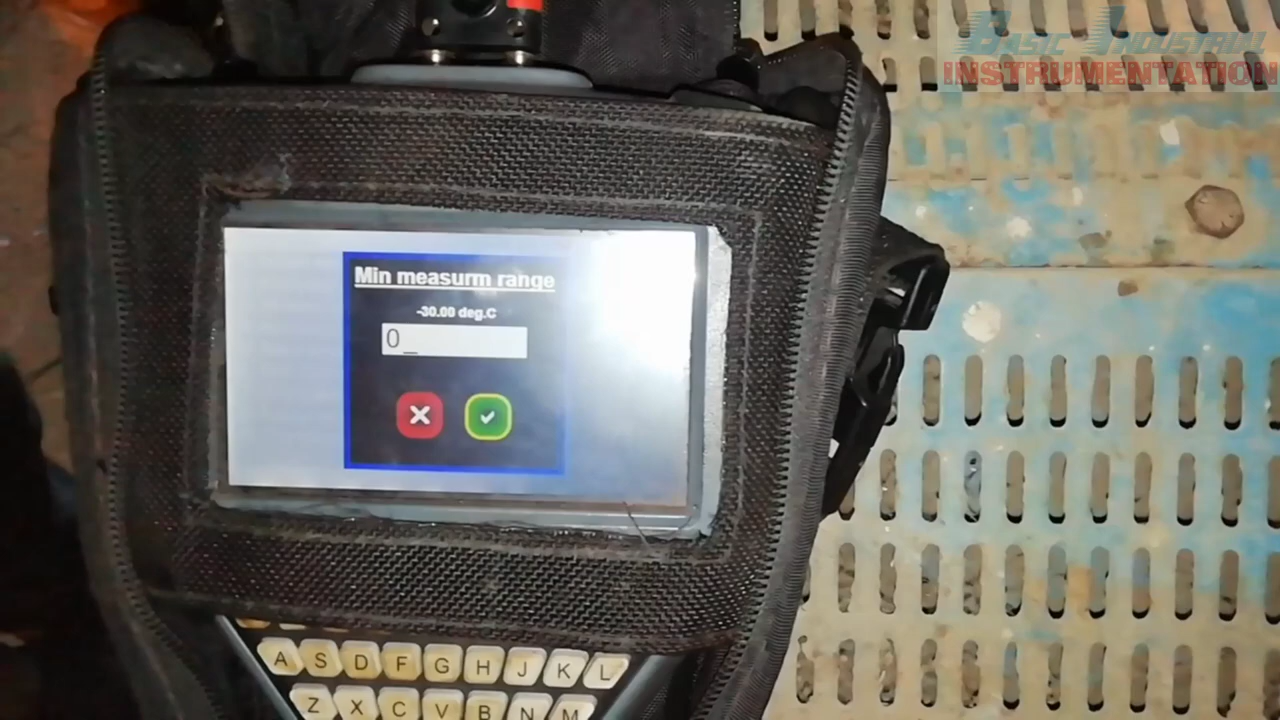 BASIC INDUSTRIAL
INSTRUMENTATION
Min measurm range
-30.00 deg.C
0_
A S D F G H J K L
Z X C V B N M